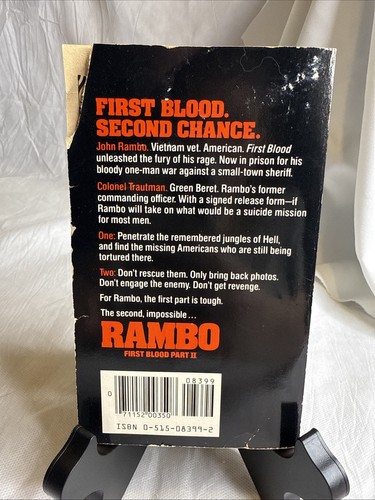 FIRST BLOOD.
SECOND CHANCE.
John Rambo. Vietnam vet. American. First Blood
unleashed the fury of his rage. Now in prison for his
bloody one-man war against a small-town sheriff.
Colonel Trautman. Green Beret. Rambo's former
commanding officer. With a signed release form—if
Rambo will take on what would be a suicide mission
for most men.
One: Penetrate the remembered jungles of Hell,
and find the missing Americans who are still being
tortured there.
Two: Don't rescue them. Only bring back photos.
Don't engage the enemy. Don't get revenge.
For Rambo, the first part is tough.
The second, impossible...
RAMBO
FIRST BLOOD PART II
08399
0
71152 00350
ISBN 0-515-08399-2